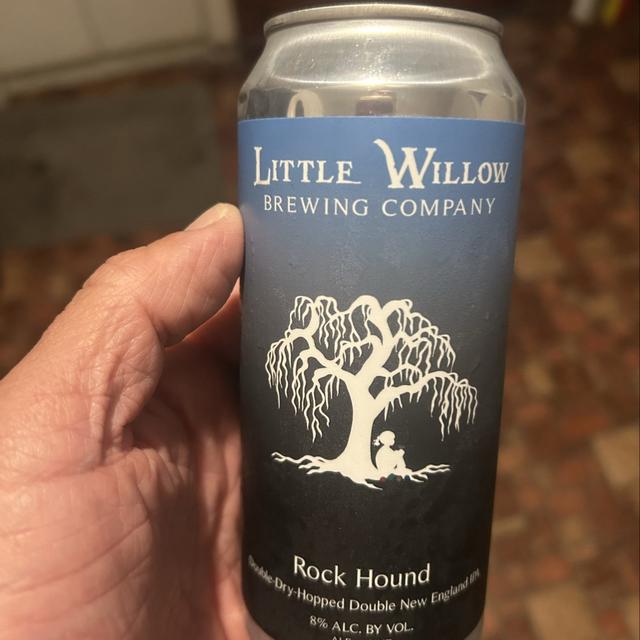 LITTLE WILLOW
BREWING COMPANY
Rock Hound
Double-Dry-Hopped Double New England IPA
8% ALC. BY VOL.